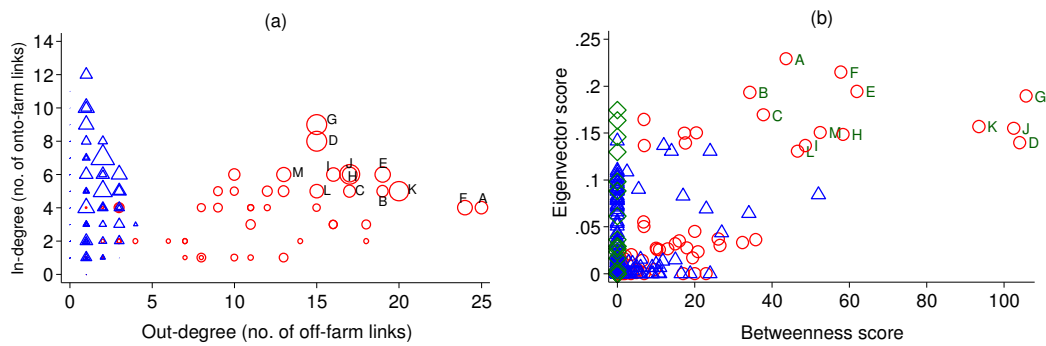 (a)
In-degree (no. of onto-farm links)
14
12
10
8
6
4
2
0
G
D
E
M
H
L
C
B
K
F
A
0
5
10
15
20
25
Out-degree (no. of off-farm links)
(b)
Eigenvector score
.25
.2
.15
.1
.05
0
A
F
B
E
G
C
M
H
K
J
I
L
D
0
20
40
60
80
100
Betweenness score